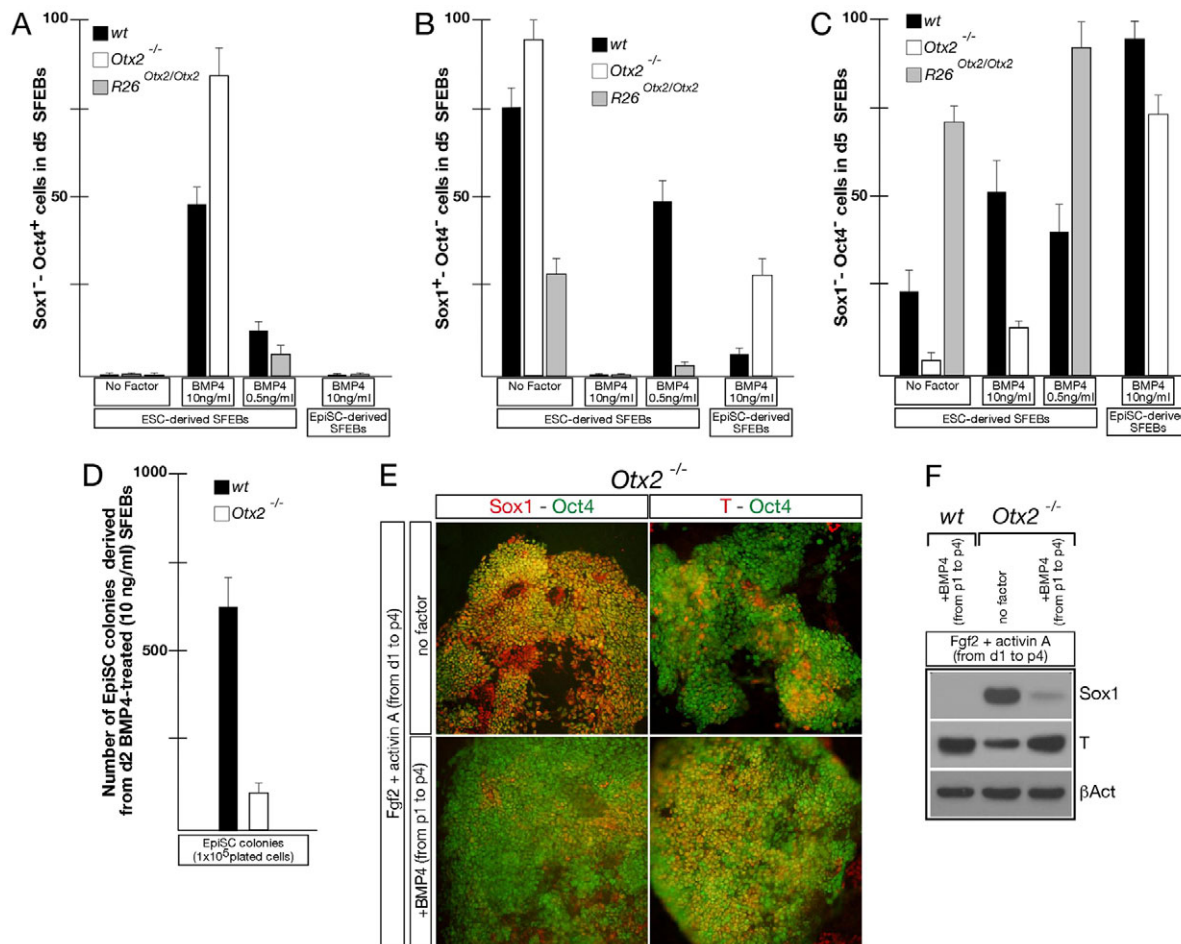 A
100
50
Sox1⁻- Oct4⁺ cells in d5 SFEBs
wt
Otx2 -/-
R26 Otx2/Otx2
No Factor
BMP4
10ng/ml
BMP4
0.5ng/ml
BMP4
10ng/ml
ESC-derived SFEBs
EpiSC-derived
SFEBs
B
100
50
Sox1⁺- Oct4⁻ cells in d5 SFEBs
wt
Otx2 -/-
R26 Otx2/Otx2
No Factor
BMP4
10ng/ml
BMP4
0.5ng/ml
BMP4
10ng/ml
ESC-derived SFEBs
EpiSC-derived
SFEBs
C
100
50
Sox1⁻- Oct4⁻ cells in d5 SFEBs
wt
Otx2 -/-
R26 Otx2/Otx2
No Factor
BMP4
10ng/ml
BMP4
0.5ng/ml
BMP4
10ng/ml
ESC-derived SFEBs
EpiSC-derived
SFEBs
D
1000
500
Number of EpiSC colonies derived
from d2 BMP4-treated (10 ng/ml) SFEBs
wt
Otx2 -/-
EpiSC colonies
(1x10⁵plated cells)
E
Otx2 -/-
Sox1 - Oct4
T - Oct4
Fgf2 + activin A (from d1 to p4)
no factor
+BMP4 (from p1 to p4)
F
wt
Otx2 -/-
+BMP4
(from p1 to p4)
no factor
+BMP4
(from p1 to p4)
Fgf2 + activin A
(from d1 to p4)
Sox1
T
βAct